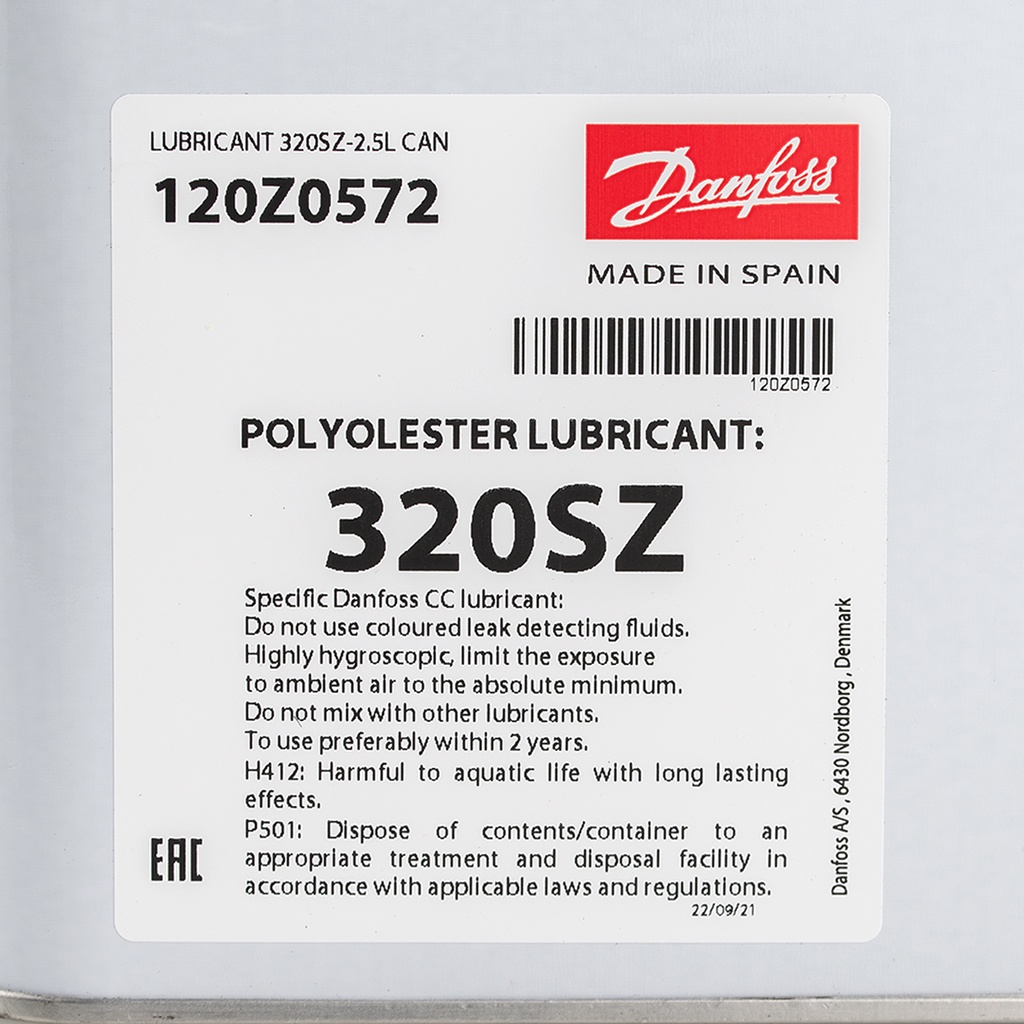 LUBRICANT 320SZ-2.5L CAN
120Z0572
Danfoss
MADE IN SPAIN
120Z0572
POLYOLESTER LUBRICANT:
320SZ
Specific Danfoss CC lubricant:
Do not use coloured leak detecting fluids.
Highly hygroscopic, limit the exposure
to ambient air to the absolute minimum.
Do not mix with other lubricants.
To use preferably within 2 years.
H412: Harmful to aquatic life with long lasting
effects.
P501: Dispose of contents/container to an
appropriate treatment and disposal facility in
accordance with applicable laws and regulations.
22/09/21
EAC
Danfoss A/S, 6430 Nordborg, Denmark